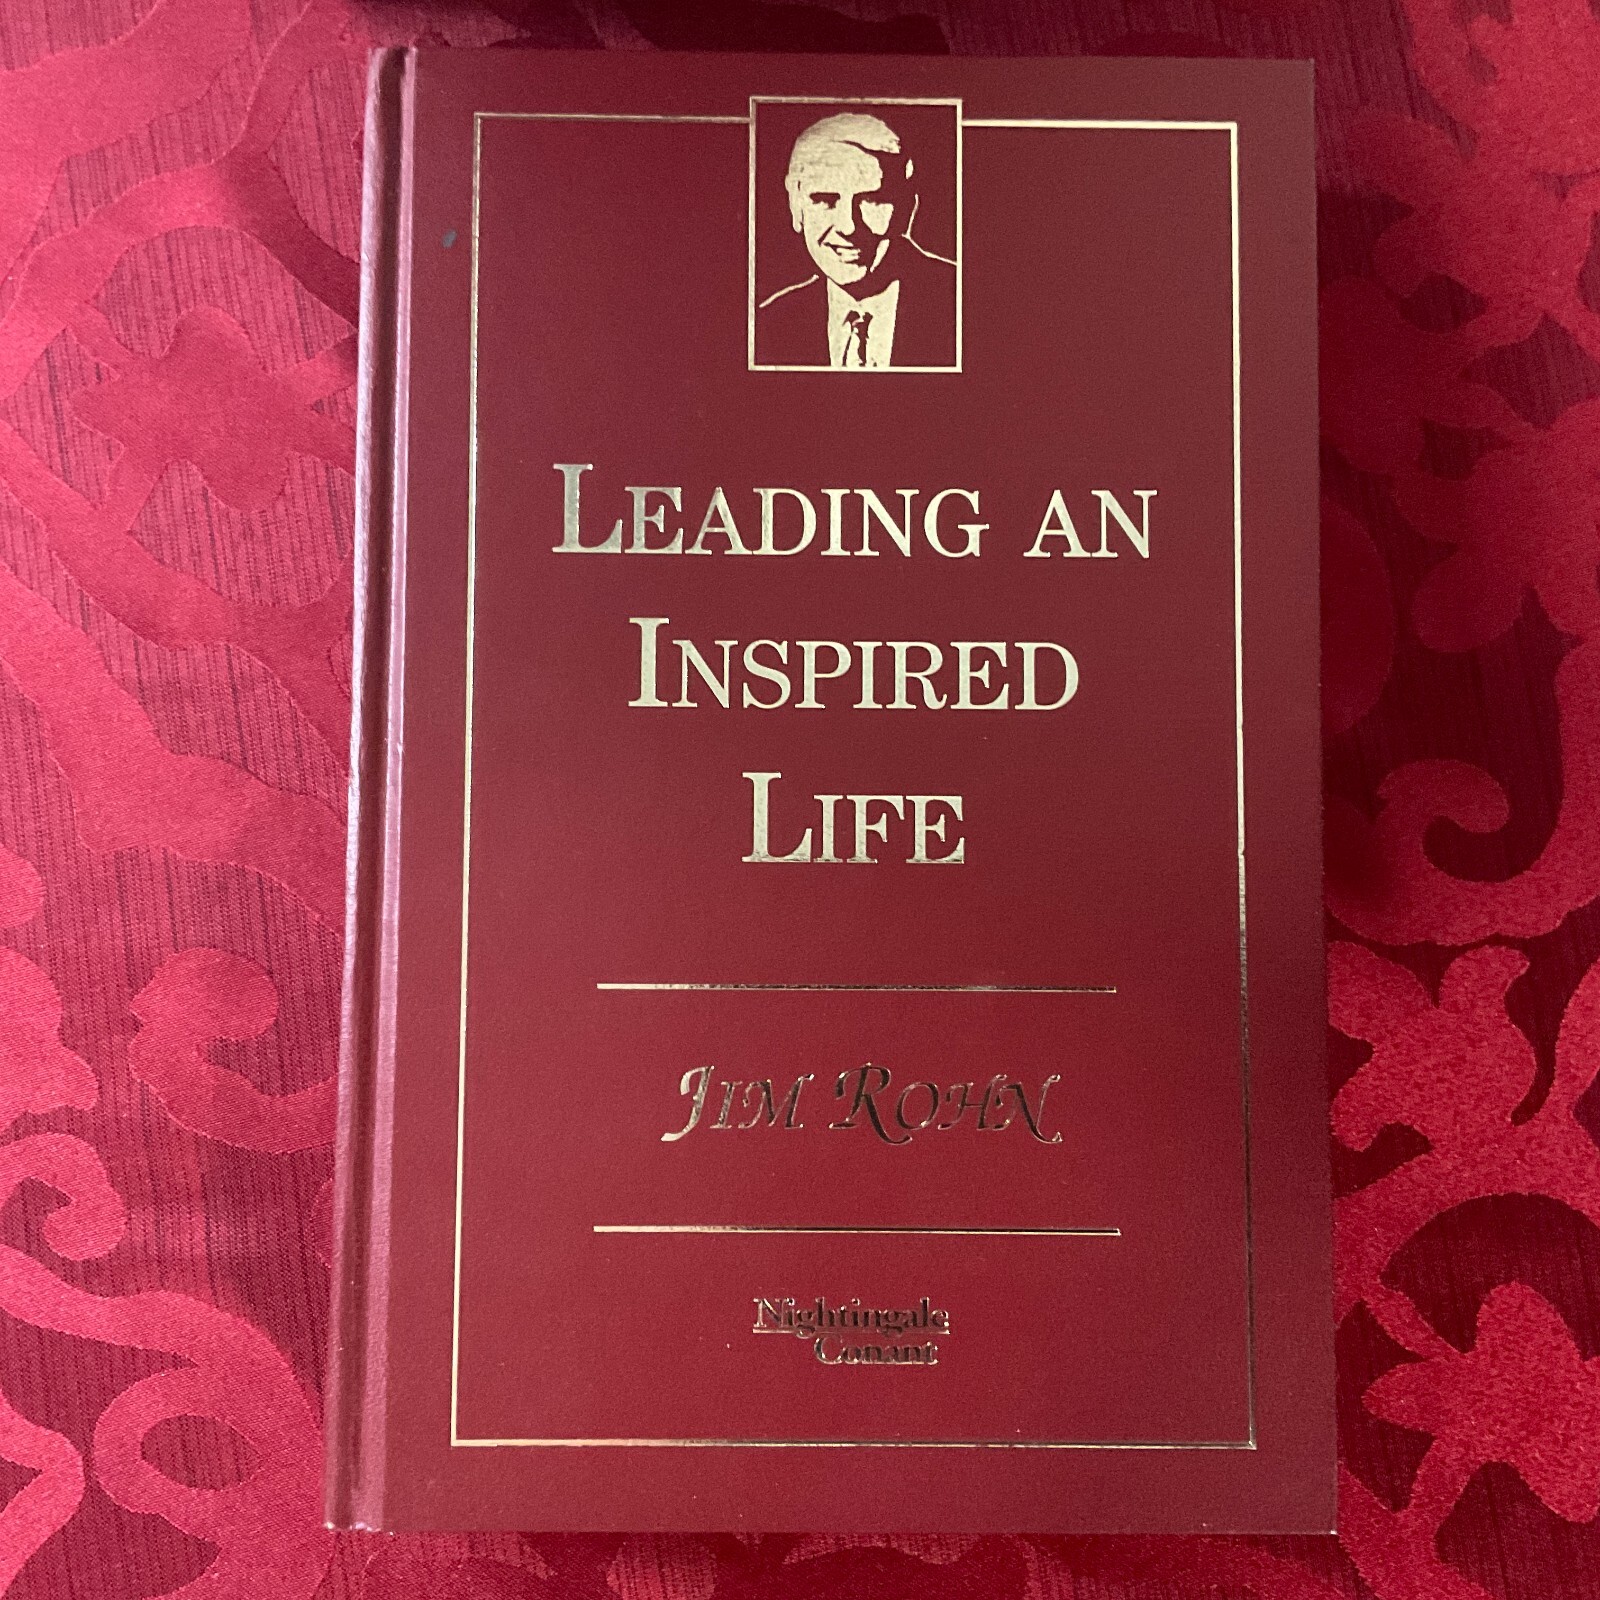 LEADING AN
INSPIRED
LIFE
JIM ROHN
Nightingale
Conant